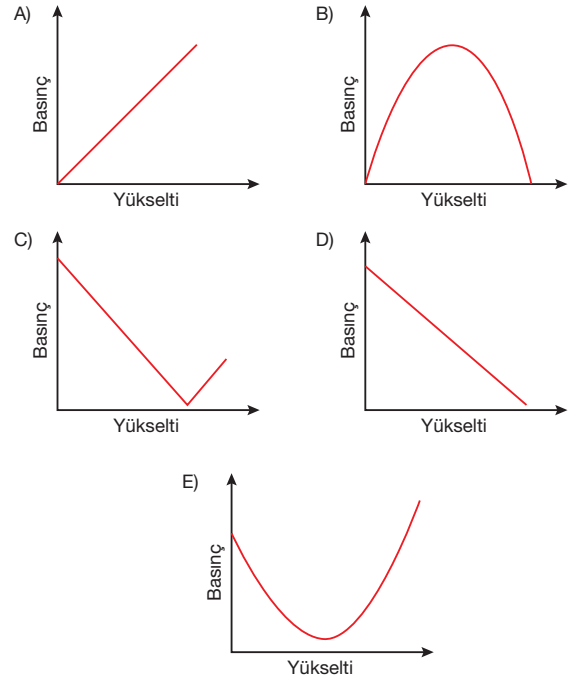 A)
Basınç
Yükselti
B)
Basınç
Yükselti
C)
Basınç
Yükselti
D)
Basınç
Yükselti
E)
Basınç
Yükselti